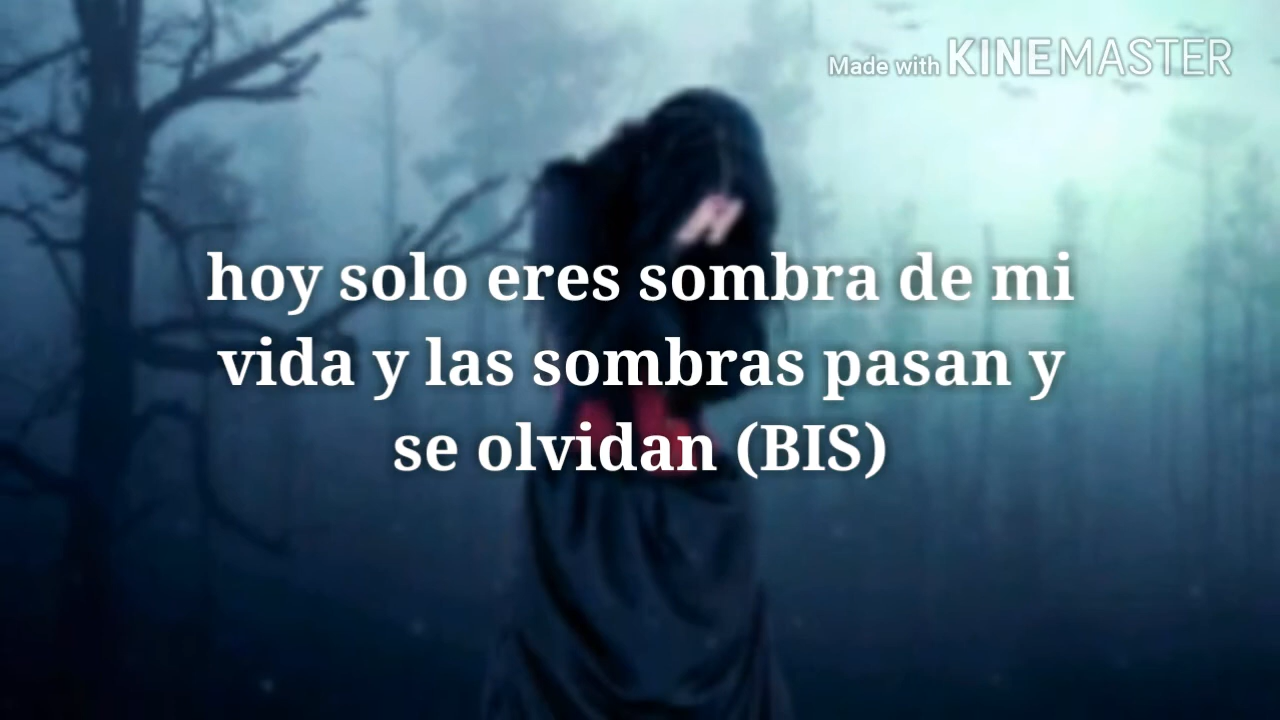 Made with KINEMASTER
hoy solo eres sombra de mi
vida y las sombras pasan y
se olvidan (BIS)